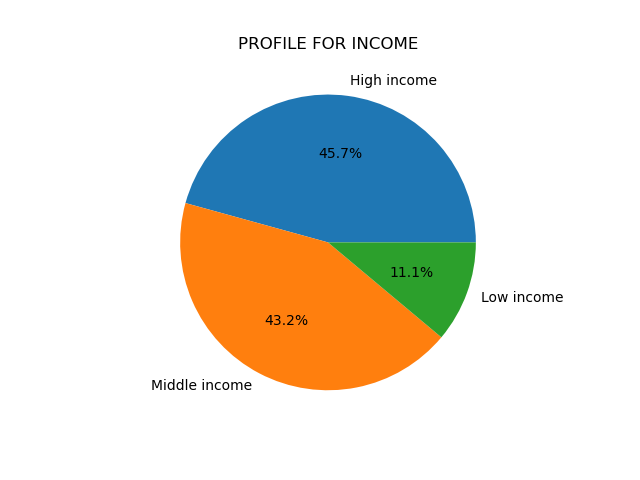 PROFILE FOR INCOME
High income
45.7%
11.1%
Low income
43.2%
Middle income